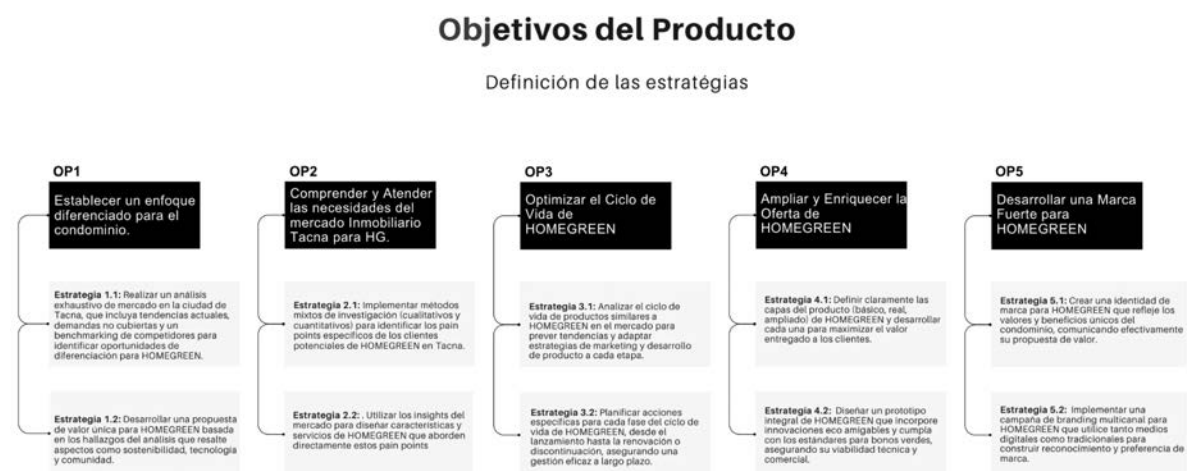 Objetivos del Producto
Definición de las estratégias
OP1
Establecer un enfoque
diferenciado para el
condominio.
Estrategia 1.1: Realizar un análisis
exhaustivo de mercado en la ciudad de
Tacna, que incluya tendencias actuales,
demandas no cubiertas y un
benchmarking de competidores para
identificar oportunidades de
diferenciación para HOMEGREEN.
Estrategia 1.2: Desarrollar una propuesta
de valor única para HOMEGREEN basada
en los hallazgos del análisis que resalte
aspectos como sostenibilidad, tecnología
y comunidad.
OP2
Comprender y Atender
las necesidades del
mercado Inmobiliario
Tacna para HG.
Estrategia 2.1: Implementar métodos
mixtos de investigación (cualitativos y
cuantitativos) para identificar los pain
points específicos de los clientes
potenciales de HOMEGREEN en Tacna.
Estrategia 2.2: . Utilizar los insights del
mercado para diseñar características y
servicios de HOMEGREEN que aborden
directamente estos pain points
OP3
Optimizar el Ciclo de
Vida de
HOMEGREEN
Estrategia 3.1: Analizar el ciclo de
vida de productos similares a
HOMEGREEN en el mercado para
prever tendencias y adaptar
estrategias de marketing y desarrollo
de producto a cada etapa.
Estrategia 3.2: Planificar acciones
específicas para cada fase del ciclo de
vida de HOMEGREEN, desde el
lanzamiento hasta la renovación o
discontinuación, asegurando una
gestión eficaz a largo plazo.
OP4
Ampliar y Enriquecer la
Oferta de
HOMEGREEN
Estrategia 4.1: Definir claramente las
capas del producto (básico, real,
ampliado) de HOMEGREEN y desarrollar
cada una para maximizar el valor
entregado a los clientes.
Estrategia 4.2: Diseñar un prototipo
integral de HOMEGREEN que incorpore
innovaciones eco amigables y cumpla
con los estándares para bonos verdes,
asegurando su viabilidad técnica y
comercial.
OP5
Desarrollar una Marca
Fuerte para
HOMEGREEN
Estrategia 5.1: Crear una identidad de
marca para HOMEGREEN que refleje los
valores y beneficios únicos del
condominio, comunicando efectivamente
su propuesta de valor.
Estrategia 5.2: Implementar una
campaña de branding multicanal para
HOMEGREEN que utilice tanto medios
digitales como tradicionales para
construir reconocimiento y preferencia de
marca.